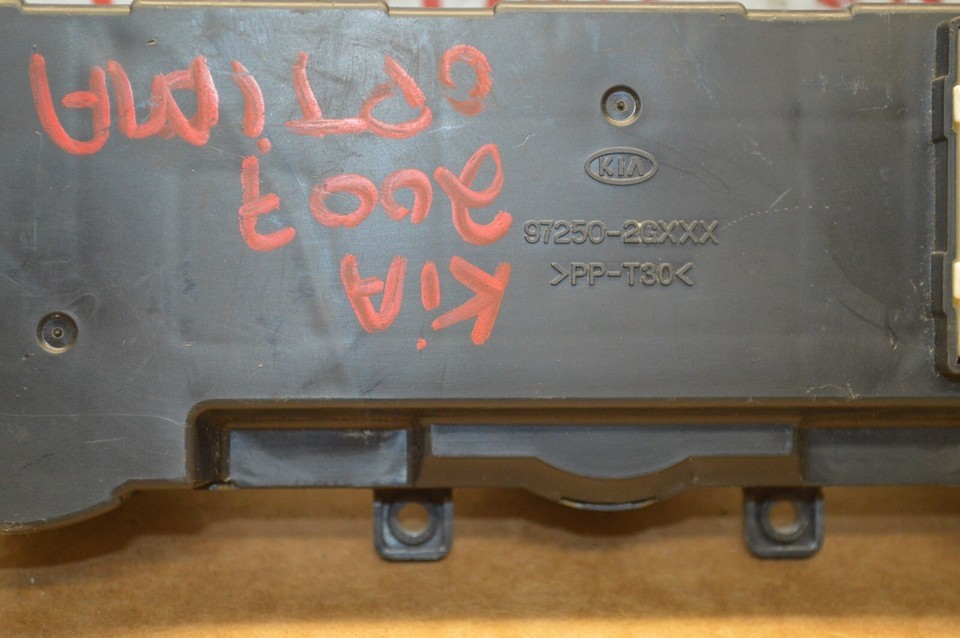 KIA
97250-2GXXX
>PP-T30<
KiA
2007
OPTiMA